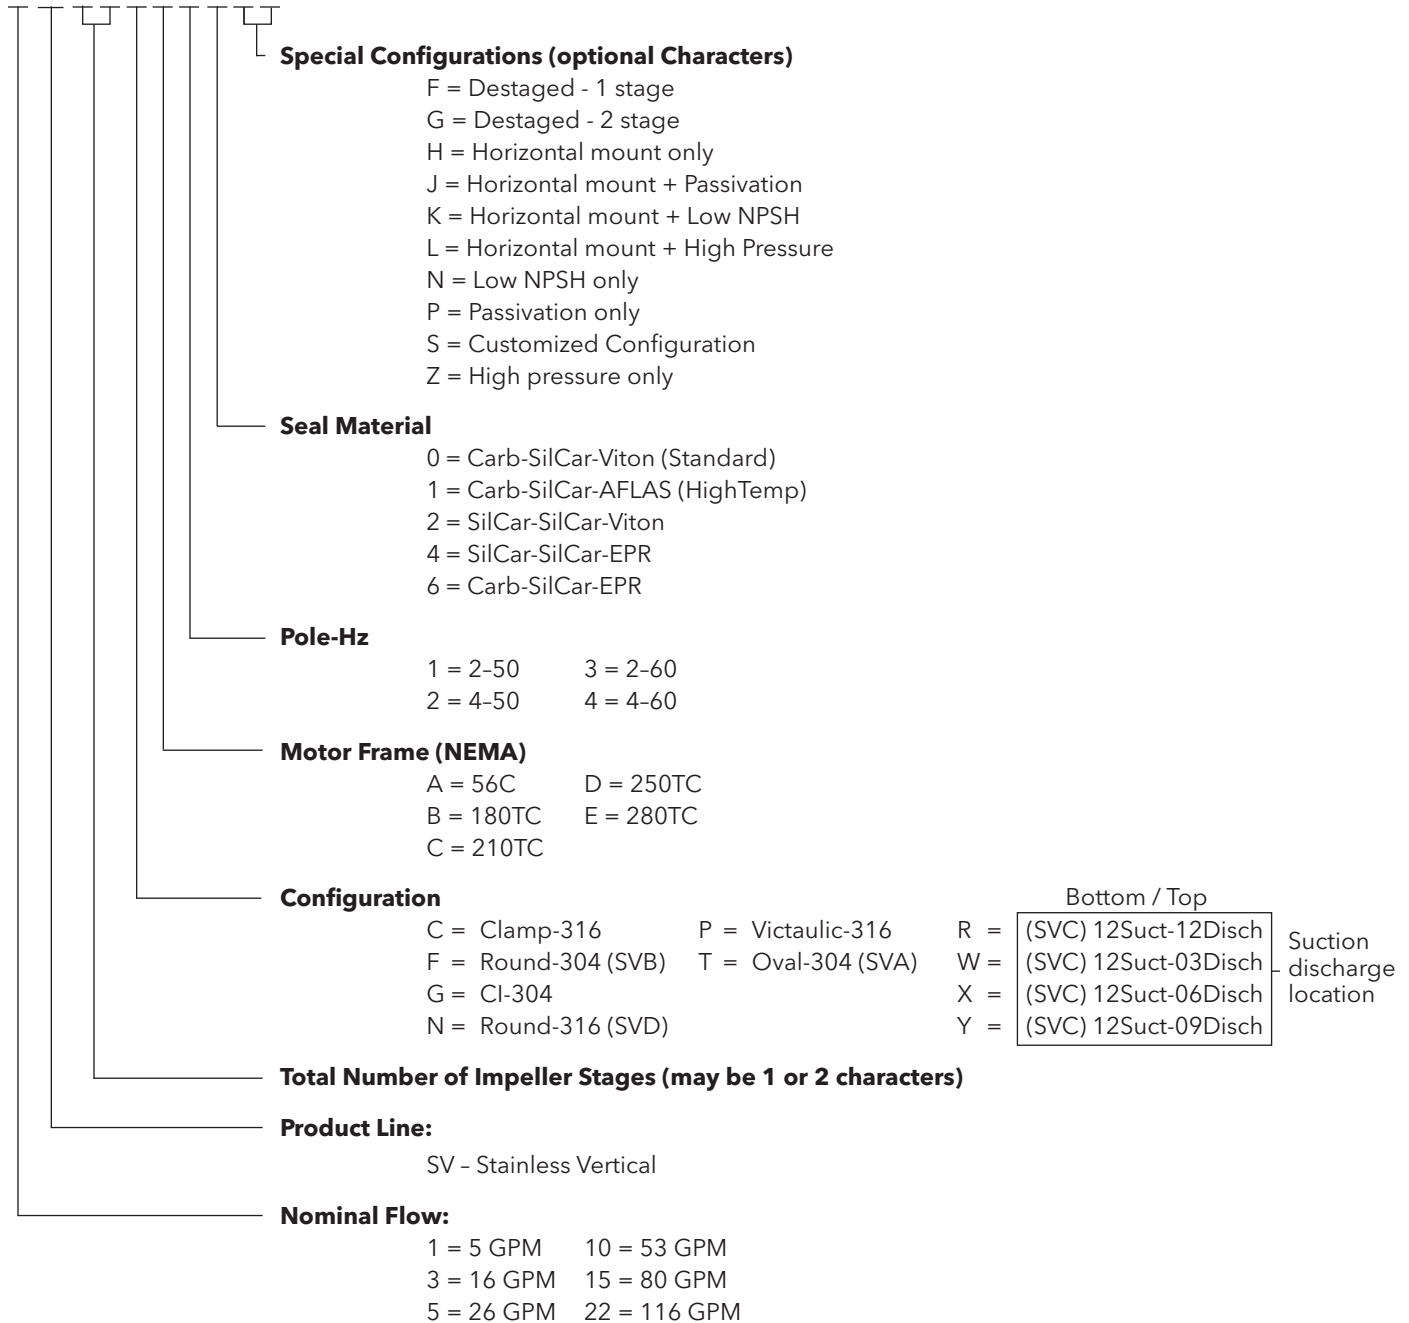 Special Configurations (optional Characters)
F = Destaged - 1 stage
G = Destaged - 2 stage
H = Horizontal mount only
J = Horizontal mount + Passivation
K = Horizontal mount + Low NPSH
L = Horizontal mount + High Pressure
N = Low NPSH only
P = Passivation only
S = Customized Configuration
Z = High pressure only
Seal Material
0 = Carb-SilCar-Viton (Standard)
1 = Carb-SilCar-AFLAS (HighTemp)
2 = SilCar-SilCar-Viton
4 = SilCar-SilCar-EPR
6 = Carb-SilCar-EPR
Pole-Hz
1 = 2–50 3 = 2–60
2 = 4–50 4 = 4–60
Motor Frame (NEMA)
A = 56C D = 250TC
B = 180TC E = 280TC
C = 210TC
Configuration Bottom / Top
C = Clamp-316 P = Victaulic-316 R = (SVC) 12Suct-12Disch
F = Round-304 (SVB) T = Oval-304 (SVA) W = (SVC) 12Suct-03Disch
G = CI-304 X = (SVC) 12Suct-06Disch
N = Round-316 (SVD) Y = (SVC) 12Suct-09Disch
Suction
discharge
location
Total Number of Impeller Stages (may be 1 or 2 characters)
Product Line:
SV – Stainless Vertical
Nominal Flow:
1 = 5 GPM 10 = 53 GPM
3 = 16 GPM 15 = 80 GPM
5 = 26 GPM 22 = 116 GPM